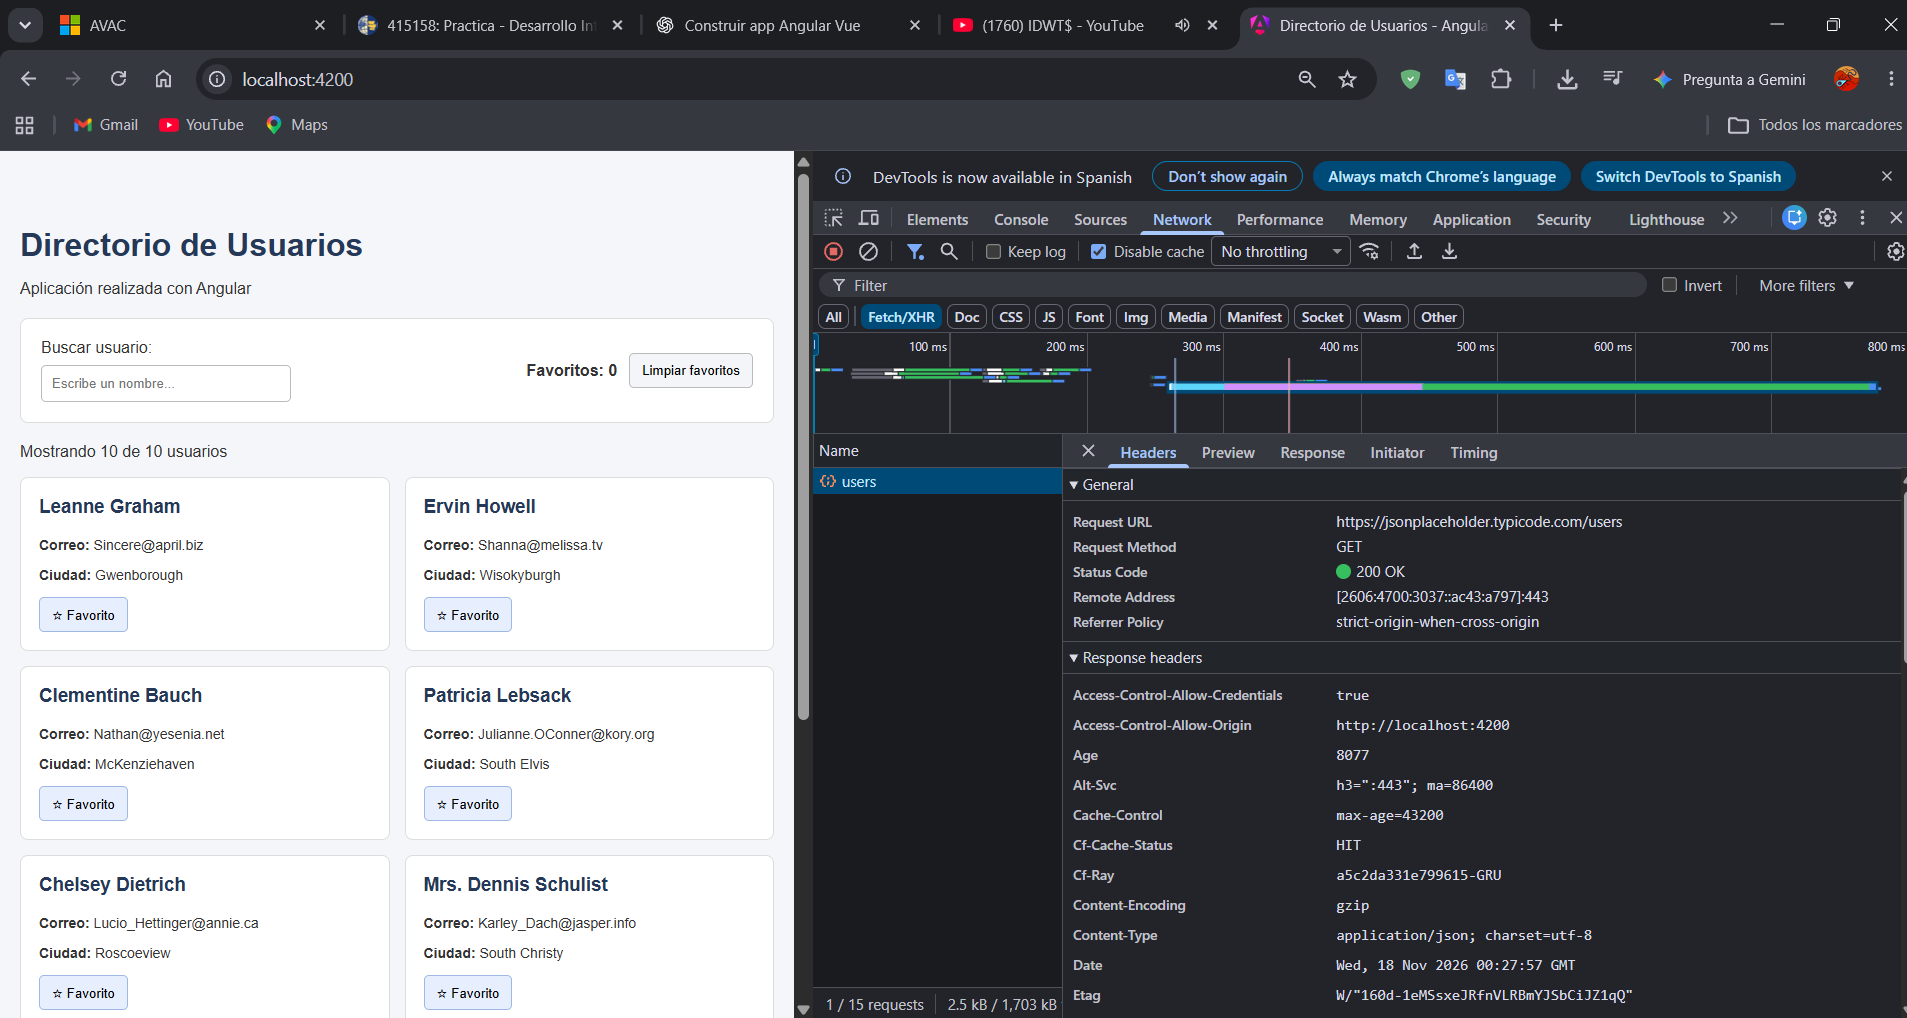 AVAC
415158: Practica - Desarrollo Int
Construir app Angular Vue
(1760) IDWT$ - YouTube
Directorio de Usuarios - Angula
localhost:4200
Pregunta a Gemini
Gmail
YouTube
Maps
Todos los marcadores
Directorio de Usuarios
Aplicación realizada con Angular
Buscar usuario:
Escribe un nombre...
Favoritos: 0
Limpiar favoritos
Mostrando 10 de 10 usuarios
Leanne Graham
Correo: Sincere@april.biz
Ciudad: Gwenborough
☆ Favorito
Ervin Howell
Correo: Shanna@melissa.tv
Ciudad: Wisokyburgh
☆ Favorito
Clementine Bauch
Correo: Nathan@yesenia.net
Ciudad: McKenziehaven
☆ Favorito
Patricia Lebsack
Correo: Julianne.OConner@kory.org
Ciudad: South Elvis
☆ Favorito
Chelsey Dietrich
Correo: Lucio_Hettinger@annie.ca
Ciudad: Roscoeview
☆ Favorito
Mrs. Dennis Schulist
Correo: Karley_Dach@jasper.info
Ciudad: South Christy
☆ Favorito
DevTools is now available in Spanish
Don't show again
Always match Chrome's language
Switch DevTools to Spanish
Elements Console Sources Network Performance Memory Application Security Lighthouse
Keep log
Disable cache
No throttling
Filter
Invert
More filters
All Fetch/XHR Doc CSS JS Font Img Media Manifest Socket Wasm Other
100 ms 200 ms 300 ms 400 ms 500 ms 600 ms 700 ms 800 ms
Name
users
Headers Preview Response Initiator Timing
General
Request URL https://jsonplaceholder.typicode.com/users
Request Method GET
Status Code 200 OK
Remote Address [2606:4700:3037::ac43:a797]:443
Referrer Policy strict-origin-when-cross-origin
Response headers
Access-Control-Allow-Credentials true
Access-Control-Allow-Origin http://localhost:4200
Age 8077
Alt-Svc h3=":443"; ma=86400
Cache-Control max-age=43200
Cf-Cache-Status HIT
Cf-Ray a5c2da331e799615-GRU
Content-Encoding gzip
Content-Type application/json; charset=utf-8
Date Wed, 18 Nov 2026 00:27:57 GMT
Etag W/"160d-1eMSsxeJRfnVLRBmYJSbCiJZ1qQ"
1 / 15 requests
2.5 kB / 1,703 kB